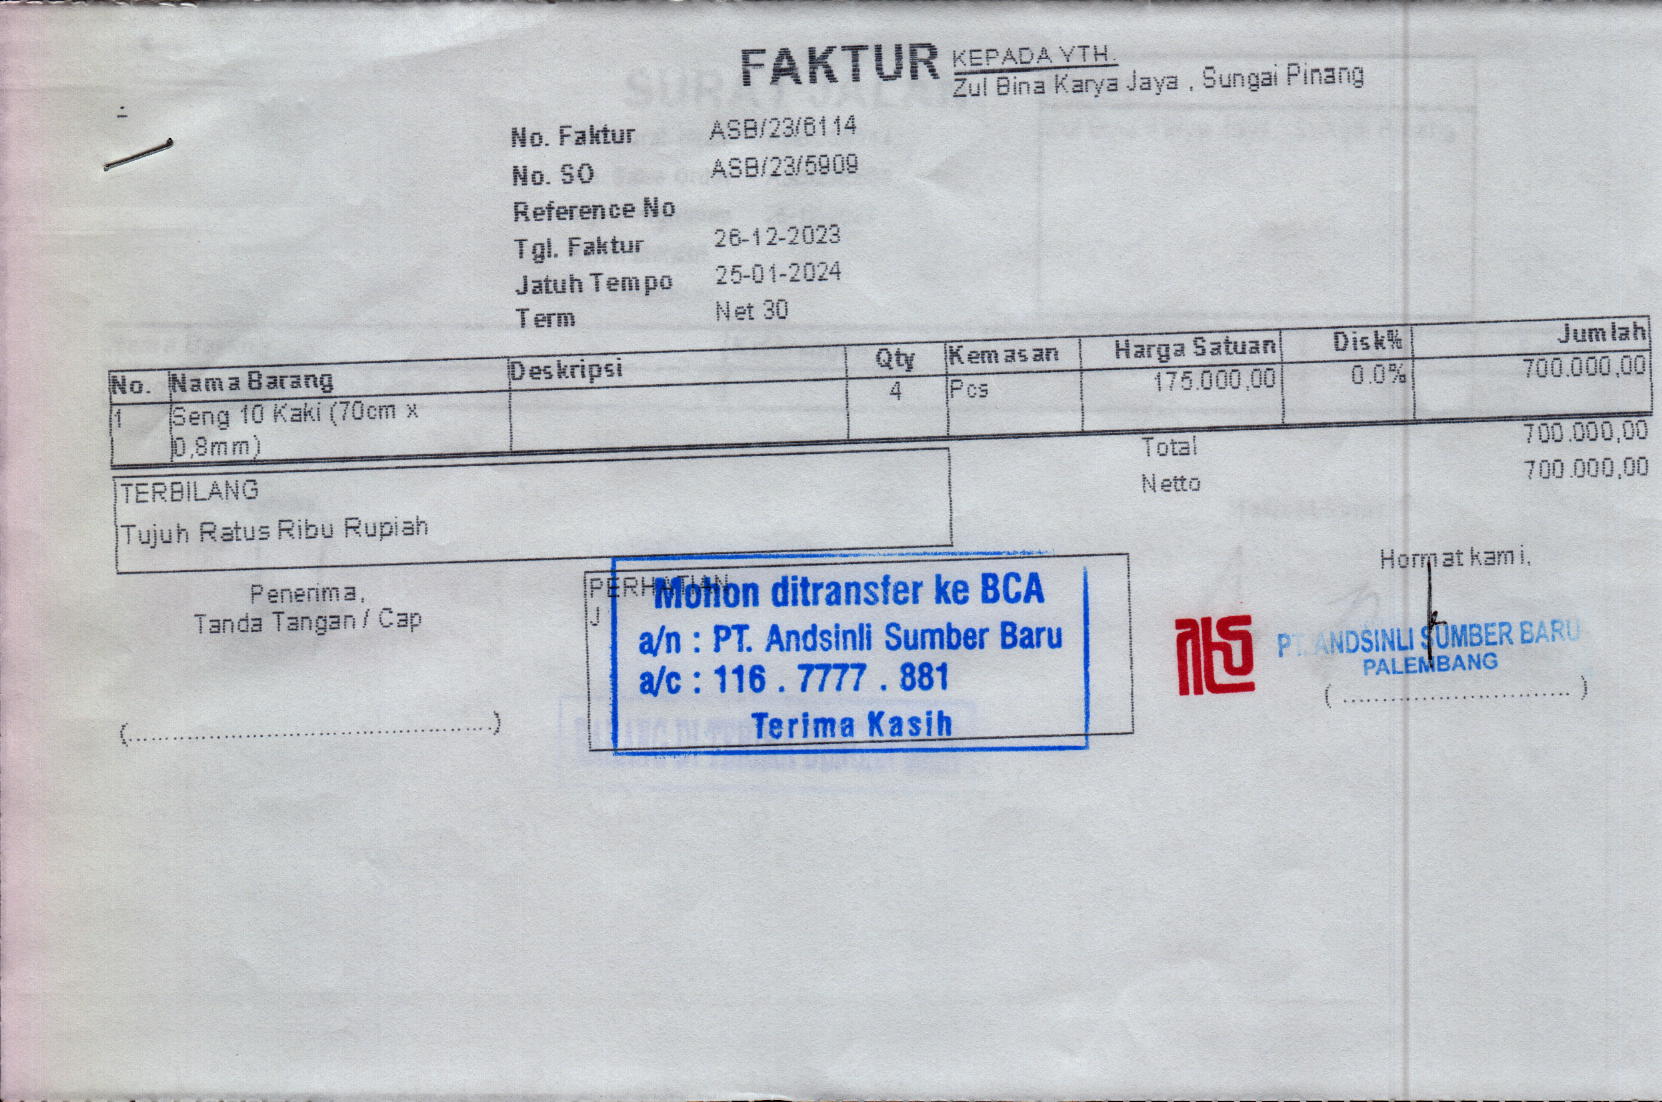 FAKTUR
KEPADA YTH.
Zul Bina Karya Jaya , Sungai Pinang
No. Faktur ASB/23/6114
No. SO ASB/23/5909
Reference No
Tgl. Faktur 26-12-2023
Jatuh Tempo 25-01-2024
Term Net 30
No. Nama Barang Deskripsi Qty Kemasan Harga Satuan Disk% Jumlah
1 Seng 10 Kaki (70cm x 4 Pcs 175.000,00 0.0% 700.000,00
0,8mm)
Total 700.000,00
Netto 700.000,00
TERBILANG
Tujuh Ratus Ribu Rupiah
Penerima,
Tanda Tangan / Cap
(.................................................)
PERHATIAN
J
Mohon ditransfer ke BCA
a/n : PT. Andsinli Sumber Baru
a/c : 116 . 7777 . 881
Terima Kasih
Hormat kami,
PT. ANDSINLI SUMBER BARU
PALEMBANG
(..............................)